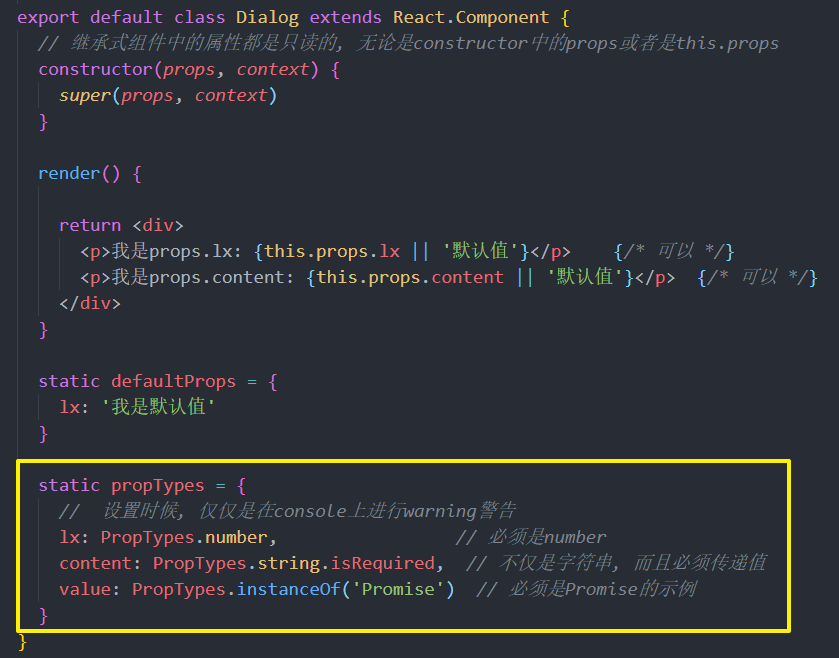 export default class Dialog extends React.Component {
// 继承式组件中的属性都是只读的, 无论是constructor中的props或者是this.props
constructor(props, context) {
super(props, context)
}
render() {
return <div>
<p>我是props.lx: {this.props.lx || '默认值'}</p> {/* 可以 */}
<p>我是props.content: {this.props.content || '默认值'}</p> {/* 可以 */}
</div>
}
static defaultProps = {
lx: '我是默认值'
}
static propTypes = {
// 设置时候, 仅仅是在console上进行warning警告
lx: PropTypes.number, // 必须是number
content: PropTypes.string.isRequired, // 不仅是字符串, 而且必须传递值
value: PropTypes.instanceOf('Promise') // 必须是Promise的示例
}
}